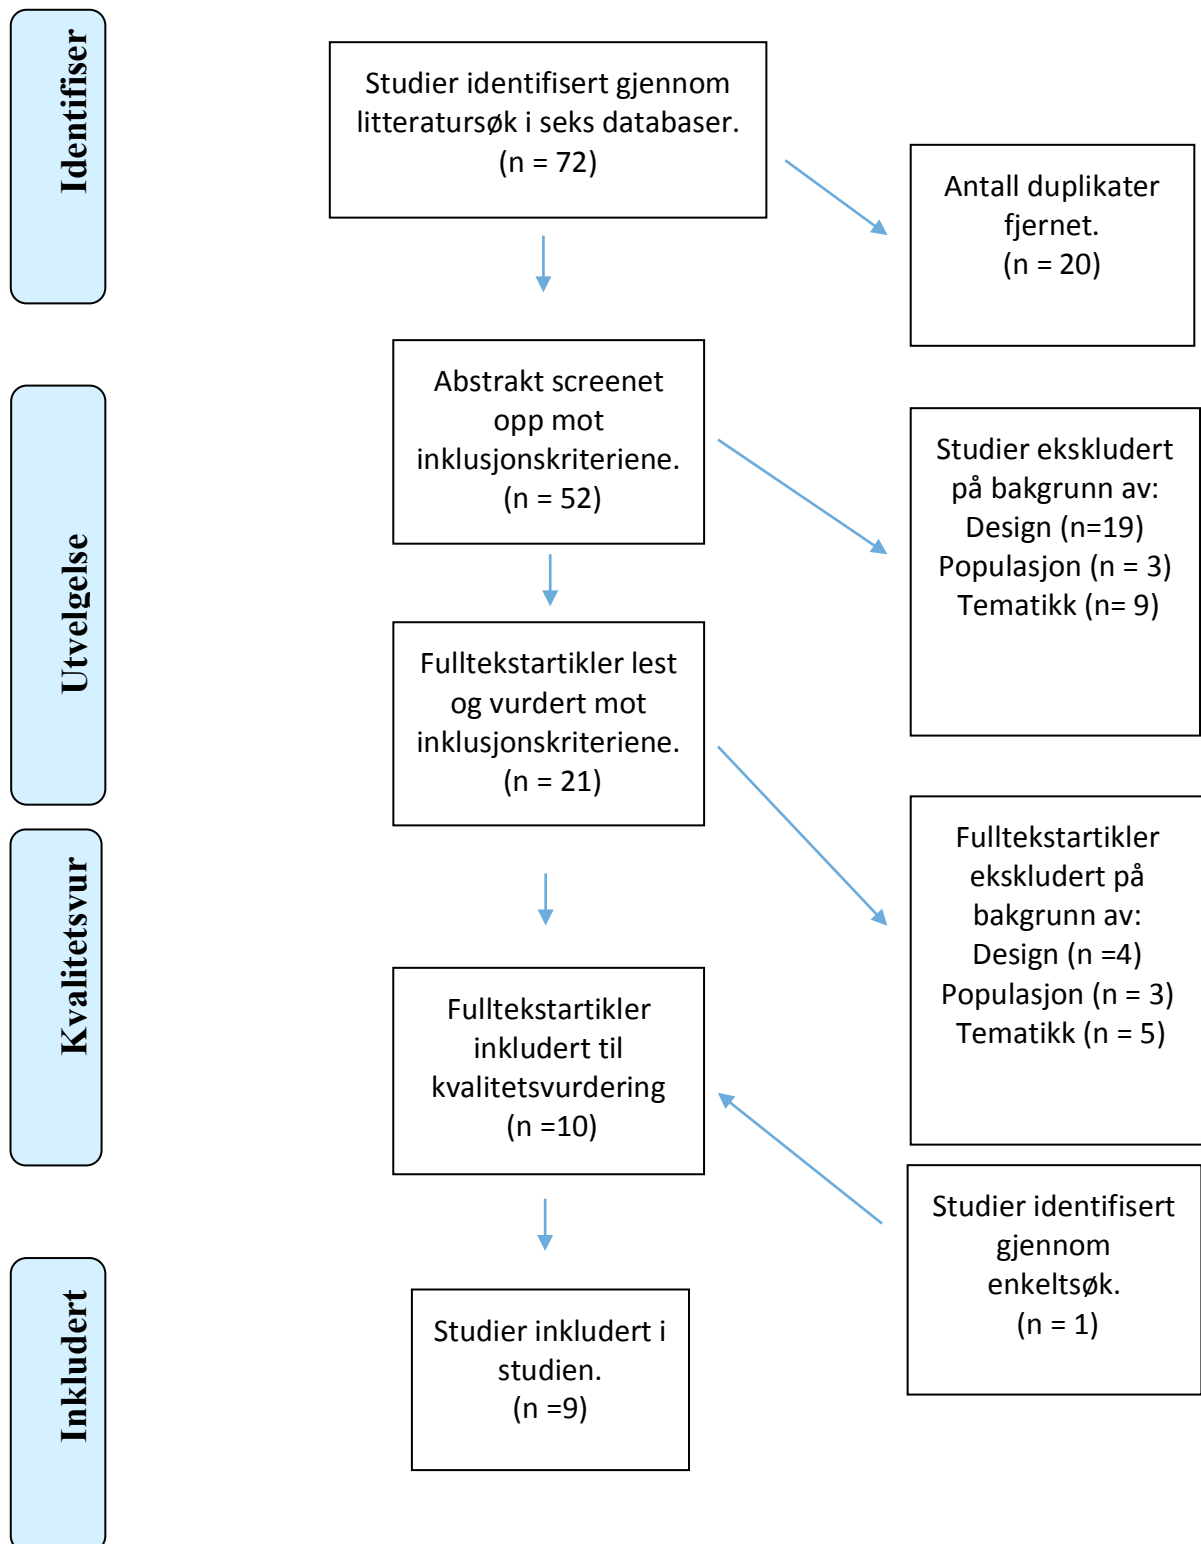 Identifiser
Studier identifisert gjennom
litteratursøk i seks databaser.
(n = 72)
Antall duplikater
fjernet.
(n = 20)
Utvelgelse
Abstrakt screenet
opp mot
inklusjonskriteriene.
(n = 52)
Studier ekskludert
på bakgrunn av:
Design (n=19)
Populasjon (n = 3)
Tematikk (n= 9)
Fulltekstartikler lest
og vurdert mot
inklusjonskriteriene.
(n = 21)
Fulltekstartikler
ekskludert på
bakgrunn av:
Design (n =4)
Populasjon (n = 3)
Tematikk (n = 5)
Kvalitetsvur
Fulltekstartikler
inkludert til
kvalitetsvurdering
(n =10)
Studier identifisert
gjennom
enkeltsøk.
(n = 1)
Inkludert
Studier inkludert i
studien.
(n =9)